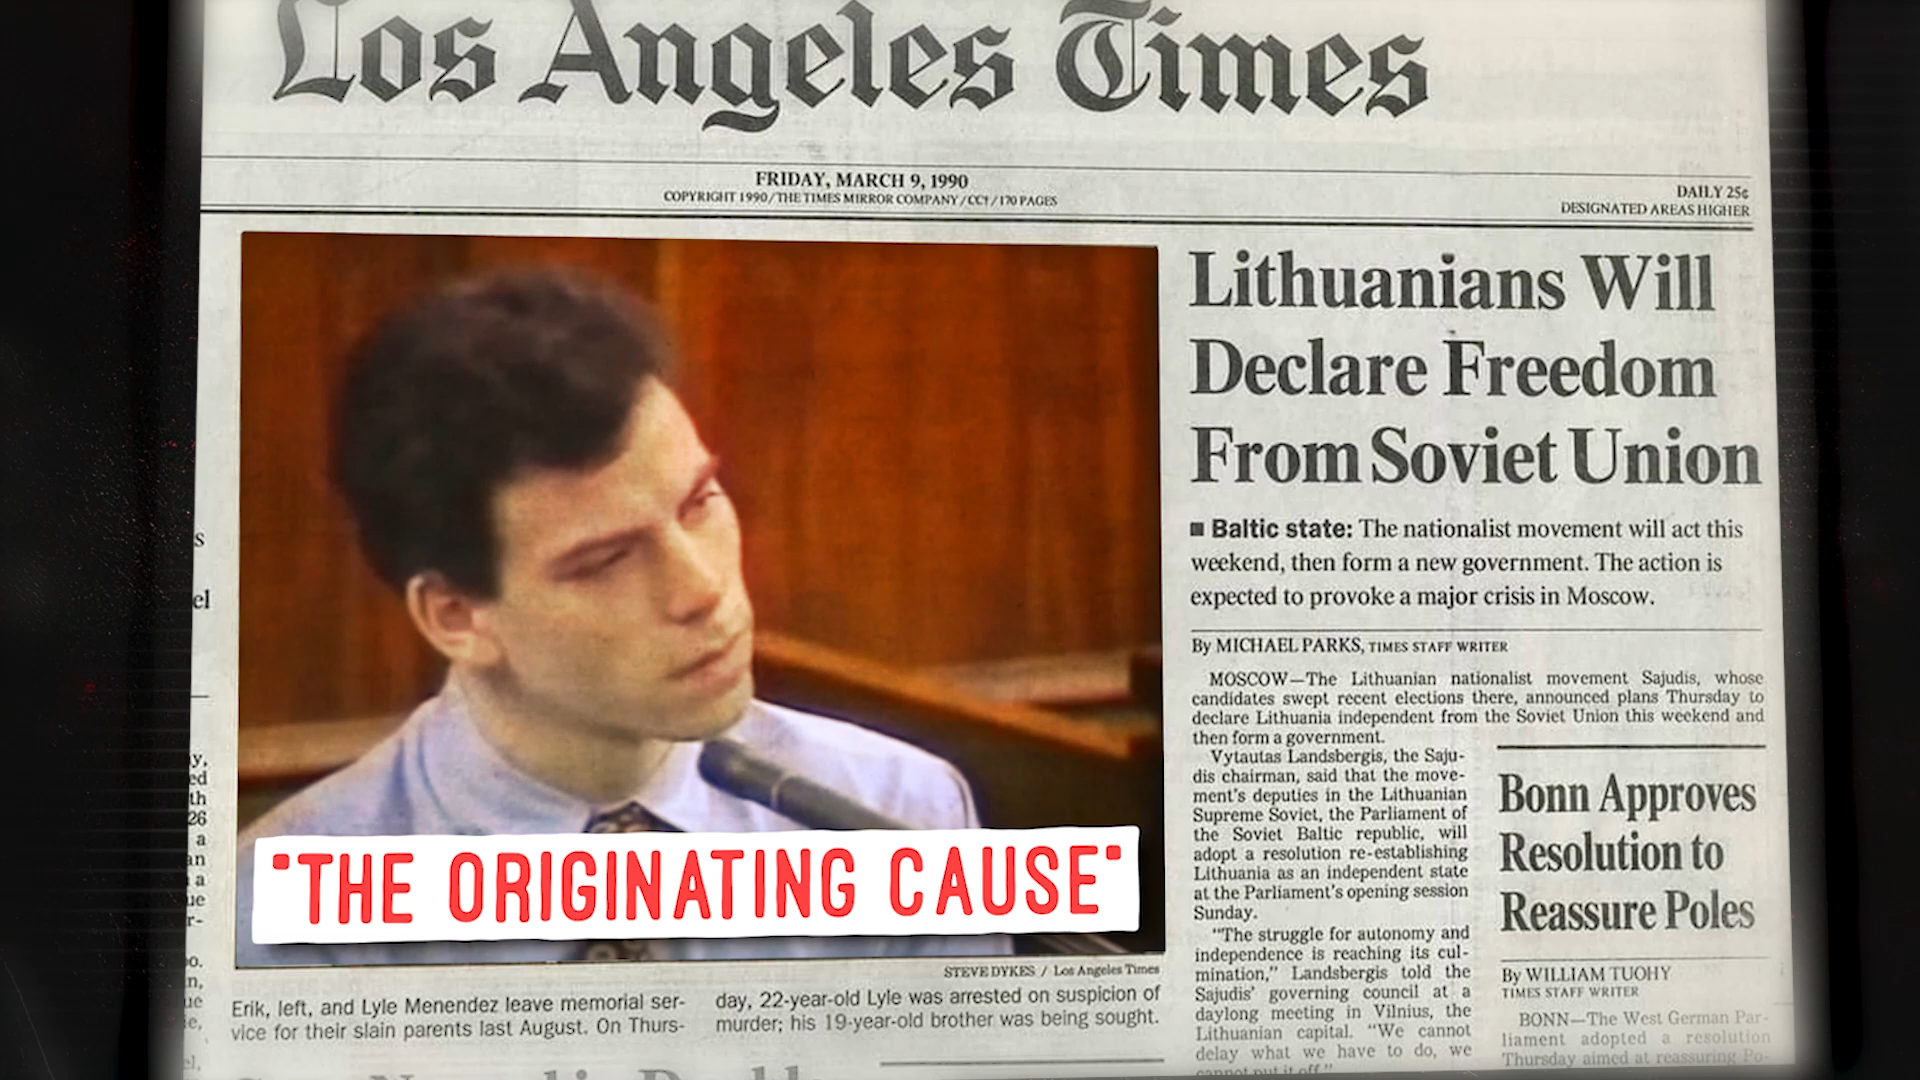 Los Angeles Times
FRIDAY, MARCH 9, 1990
COPYRIGHT 1990/THE TIMES MIRROR COMPANY/CC†/170 PAGES
DAILY 25¢
DESIGNATED AREAS HIGHER
"THE ORIGINATING CAUSE"
STEVE DYKES / Los Angeles Times
Erik, left, and Lyle Menendez leave memorial ser-
vice for their slain parents last August. On Thurs-
day, 22-year-old Lyle was arrested on suspicion of
murder; his 19-year-old brother was being sought.
Lithuanians Will
Declare Freedom
From Soviet Union
■ Baltic state: The nationalist movement will act this
weekend, then form a new government. The action is
expected to provoke a major crisis in Moscow.
By MICHAEL PARKS, TIMES STAFF WRITER
MOSCOW—The Lithuanian nationalist movement Sajudis, whose
candidates swept recent elections there, announced plans Thursday to
declare Lithuania independent from the Soviet Union this weekend and
then form a government.
Vytautas Landsbergis, the Saju-
dis chairman, said that the move-
ment's deputies in the Lithuanian
Supreme Soviet, the Parliament of
the Soviet Baltic republic, will
adopt a resolution re-establishing
Lithuania as an independent state
at the Parliament's opening session
Sunday.
"The struggle for autonomy and
independence is reaching its cul-
mination," Landsbergis told the
Sajudis' governing council at a
daylong meeting in Vilnius, the
Lithuanian capital. "We cannot
delay what we have to do, we
cannot put it off."
Bonn Approves
Resolution to
Reassure Poles
By WILLIAM TUOHY
TIMES STAFF WRITER
BONN—The West German Par-
liament adopted a resolution
Thursday aimed at reassuring Po-